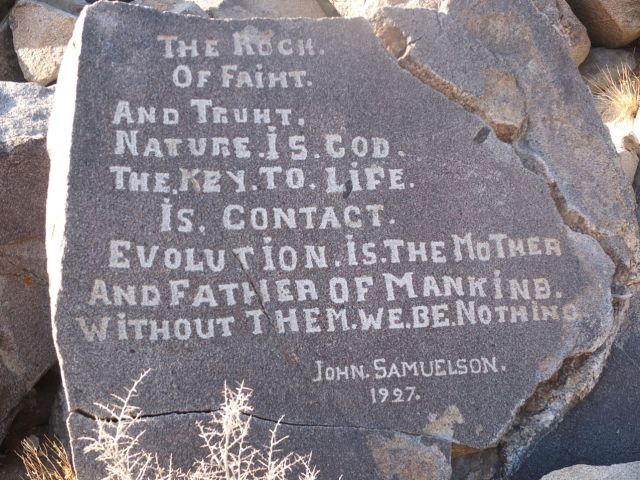 THE ROCK.
OF FAIHT.
AND TRUHT.
NATURE.IS.GOD.
THE.KEY.TO.LIFE.
IS. CONTACT.
EVOLUTION.IS.THE MOTHER
AND FATHER OF MANKIND.
WITHOUT THEM.WE.BE.NOTHING.
JOHN.SAMUELSON.
1927.